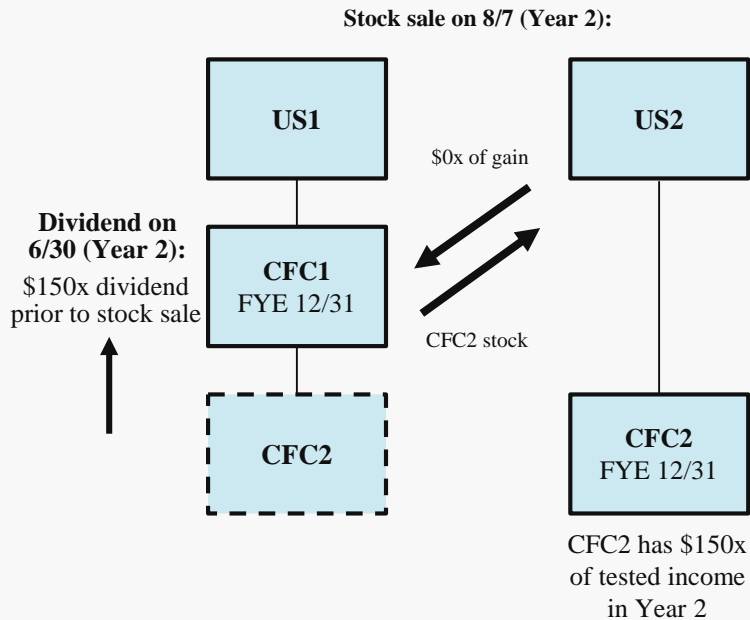 Stock sale on 8/7 (Year 2):
US1
US2
$0x of gain
Dividend on
6/30 (Year 2):
$150x dividend
prior to stock sale
CFC1
FYE 12/31
CFC2 stock
CFC2
CFC2
FYE 12/31
CFC2 has $150x
of tested income
in Year 2